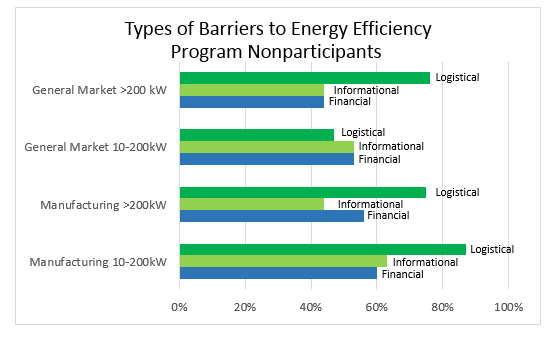 Types of Barriers to Energy Efficiency
Program Nonparticipants
General Market >200 kW
Logistical
Informational
Financial
General Market 10-200kW
Logistical
Informational
Financial
Manufacturing >200kW
Logistical
Informational
Financial
Manufacturing 10-200kW
Logistical
Informational
Financial
0% 20% 40% 60% 80% 100%